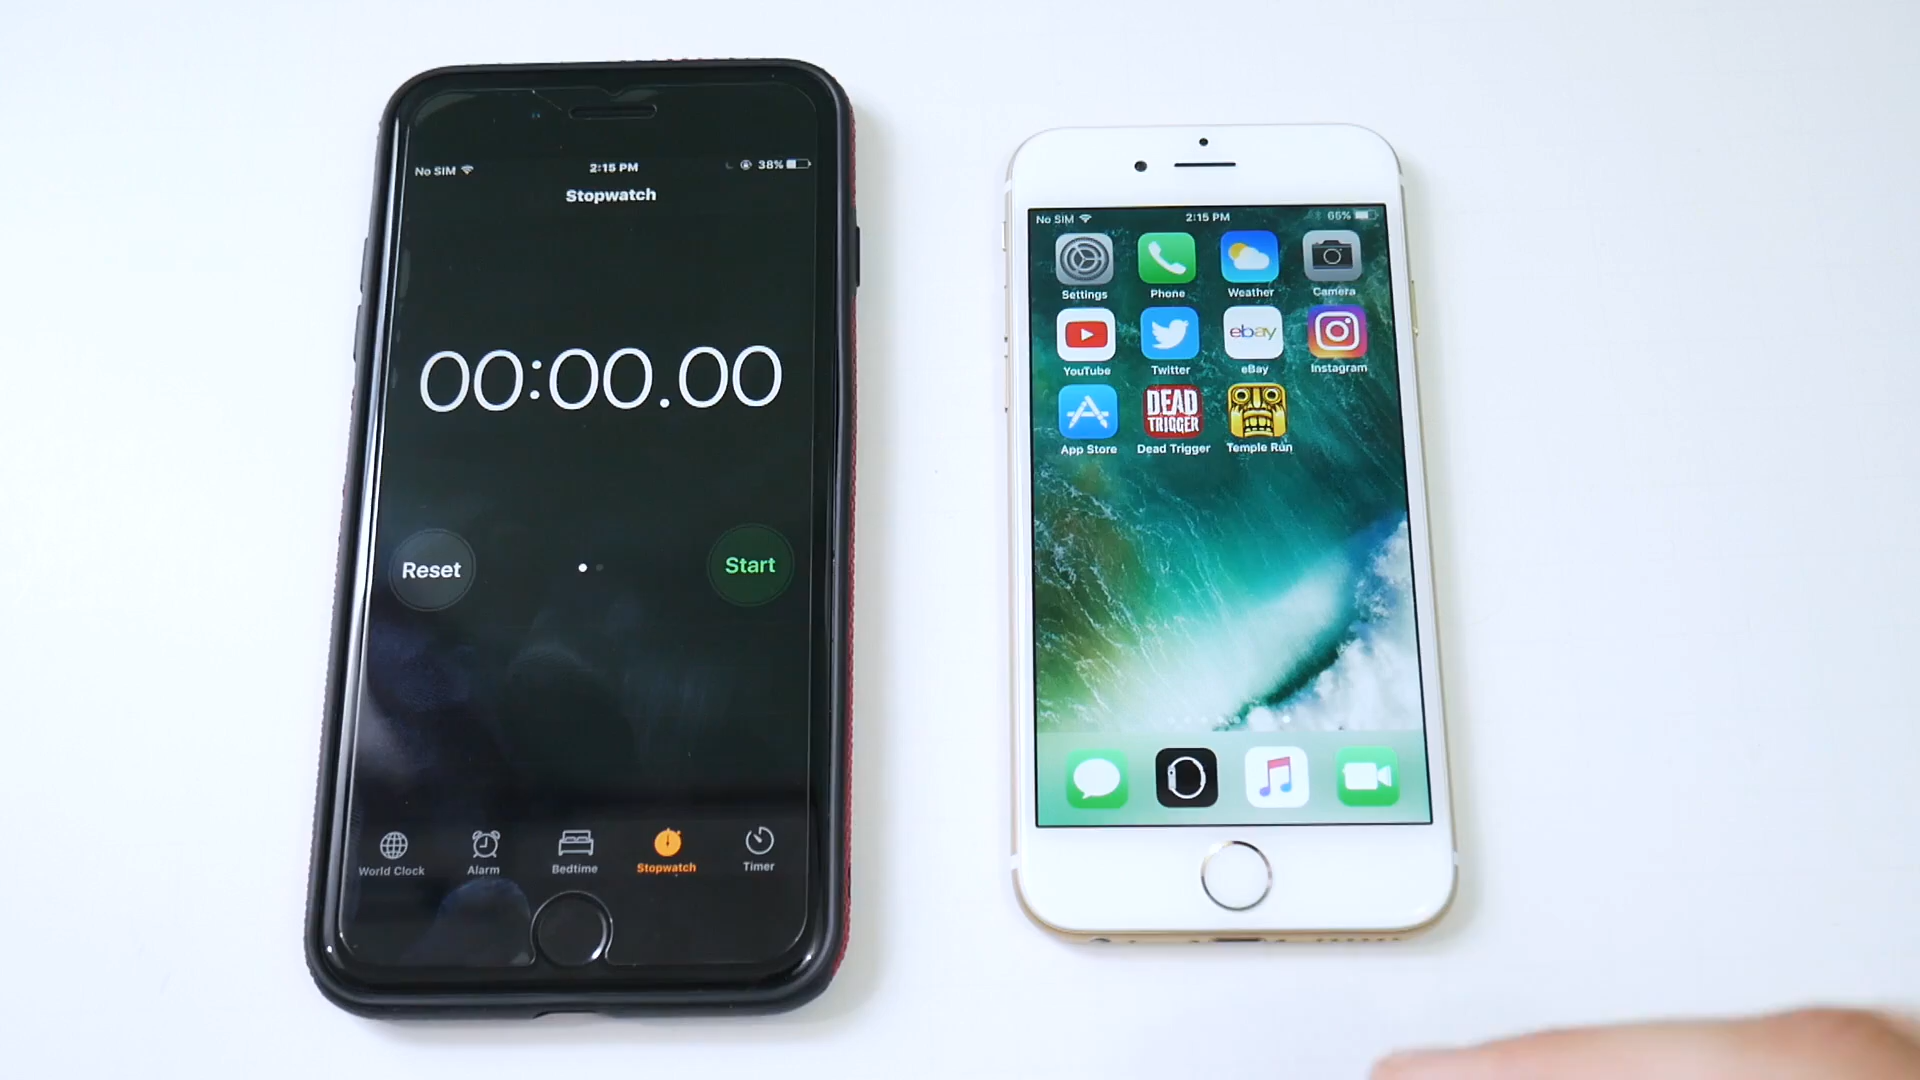 No SIM 2:15 PM 38%
Stopwatch
00:00.00
Reset Start
World Clock Alarm Bedtime Stopwatch Timer
No SIM 2:15 PM 66%
Settings Phone Weather Camera
ebay
YouTube Twitter eBay Instagram
DEAD
TRIGGER
App Store Dead Trigger Temple Run